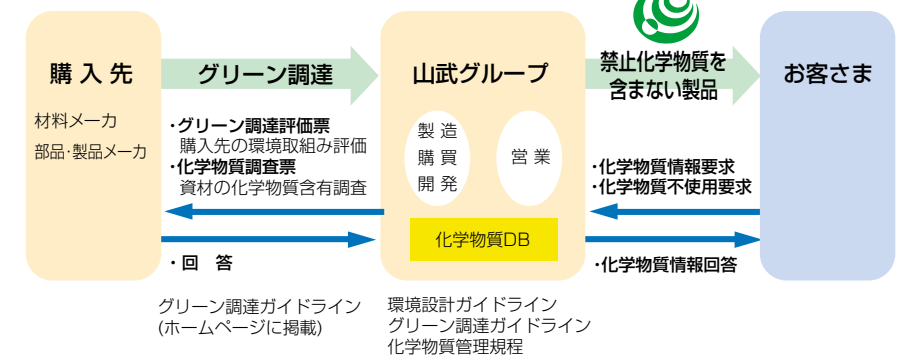 購入先
材料メーカ
部品・製品メーカ
グリーン調達
・グリーン調達評価票
購入先の環境取組み評価
・化学物質調査票
資材の化学物質含有調査
・回　答
グリーン調達ガイドライン
(ホームページに掲載)
山武グループ
製造
購買
開発
営業
化学物質DB
環境設計ガイドライン
グリーン調達ガイドライン
化学物質管理規程
禁止化学物質を
含まない製品
・化学物質情報要求
・化学物質不使用要求
・化学物質情報回答
お客さま